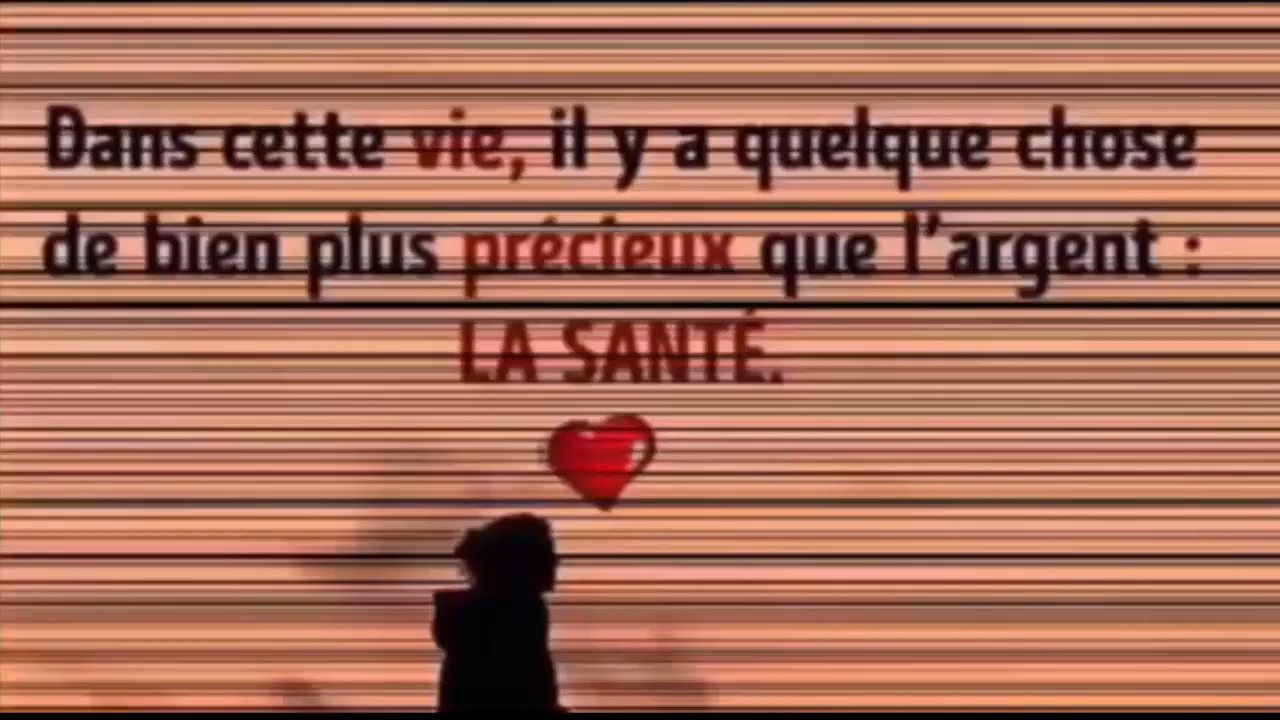 Dans cette vie, il y a quelque chose
de bien plus précieux que l'argent :
LA SANTÉ.